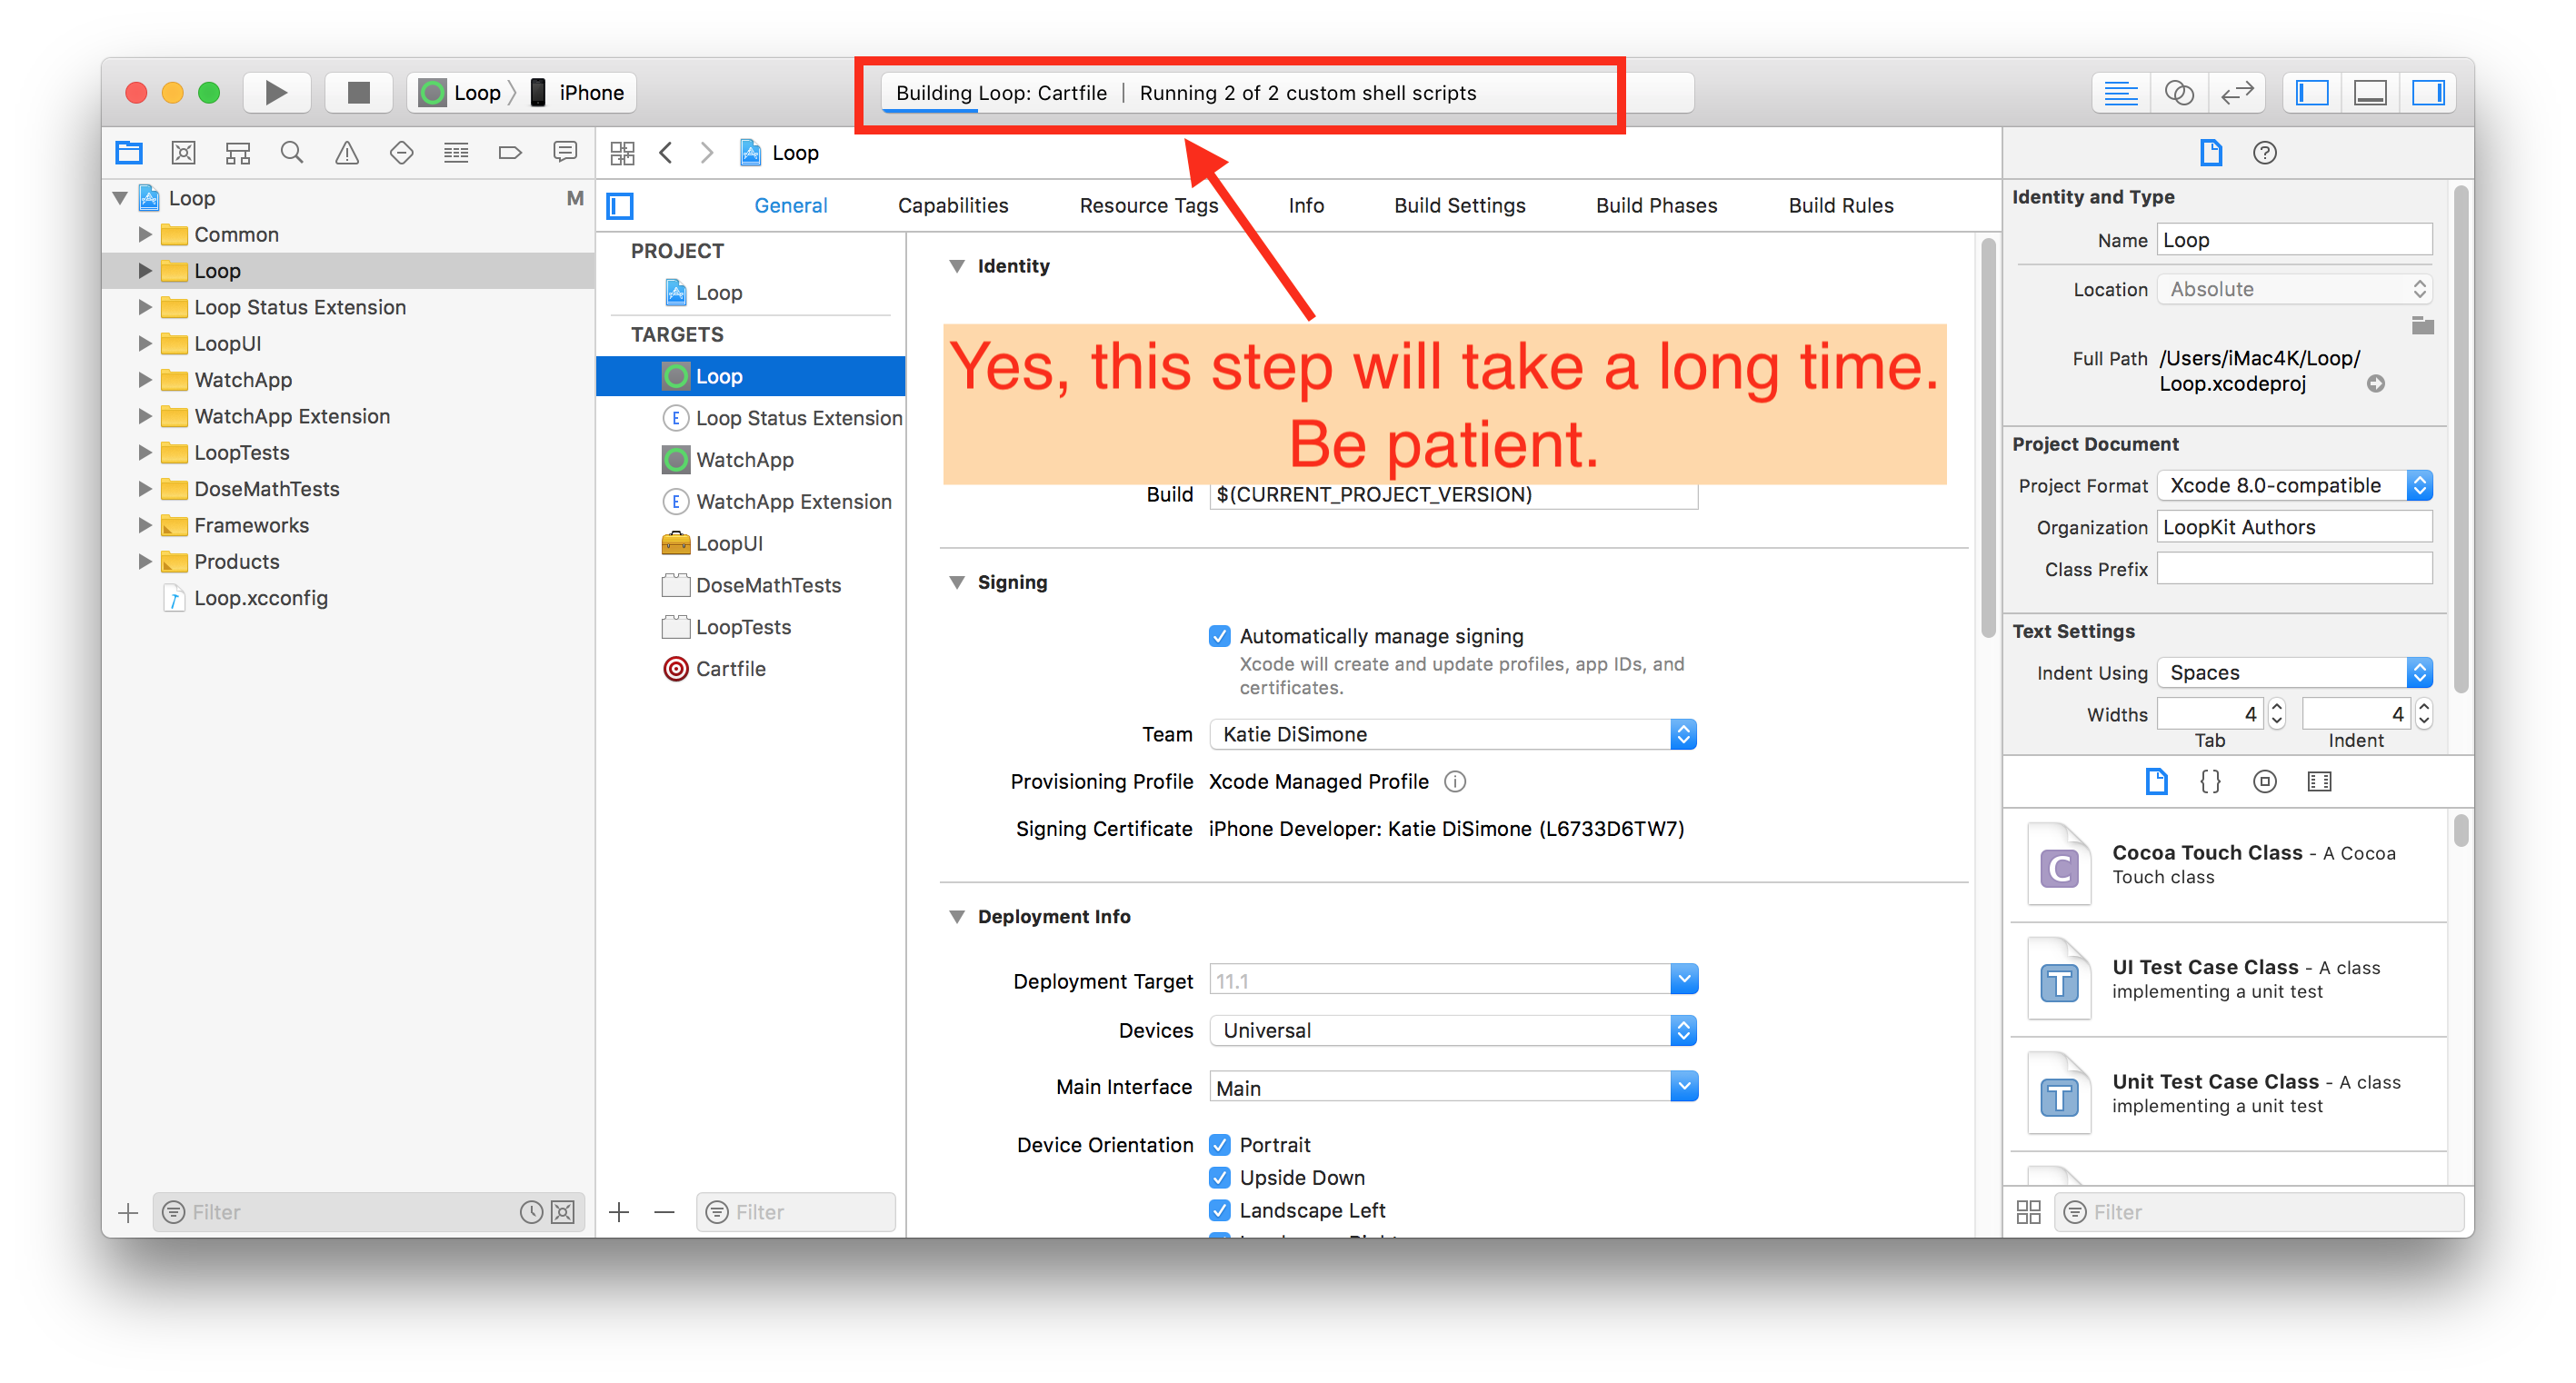 Loop
iPhone
Building Loop: Cartfile | Running 2 of 2 custom shell scripts
Loop
Loop
M
Common
Loop
Loop Status Extension
LoopUI
WatchApp
WatchApp Extension
LoopTests
DoseMathTests
Frameworks
Products
Loop.xcconfig
Filter
General
Capabilities
Resource Tags
Info
Build Settings
Build Phases
Build Rules
PROJECT
Loop
TARGETS
Loop
Loop Status Extension
WatchApp
WatchApp Extension
LoopUI
DoseMathTests
LoopTests
Cartfile
Filter
Identity
Yes, this step will take a long time.
Be patient.
Build $(CURRENT_PROJECT_VERSION)
Signing
Automatically manage signing
Xcode will create and update profiles, app IDs, and
certificates.
Team Katie DiSimone
Provisioning Profile Xcode Managed Profile
Signing Certificate iPhone Developer: Katie DiSimone (L6733D6TW7)
Deployment Info
Deployment Target 11.1
Devices Universal
Main Interface Main
Device Orientation Portrait
Upside Down
Landscape Left
Identity and Type
Name Loop
Location Absolute
Full Path /Users/iMac4K/Loop/
Loop.xcodeproj
Project Document
Project Format Xcode 8.0-compatible
Organization LoopKit Authors
Class Prefix
Text Settings
Indent Using Spaces
Widths 4 4
Tab Indent
Cocoa Touch Class - A Cocoa
Touch class
UI Test Case Class - A class
implementing a unit test
Unit Test Case Class - A class
implementing a unit test
Filter